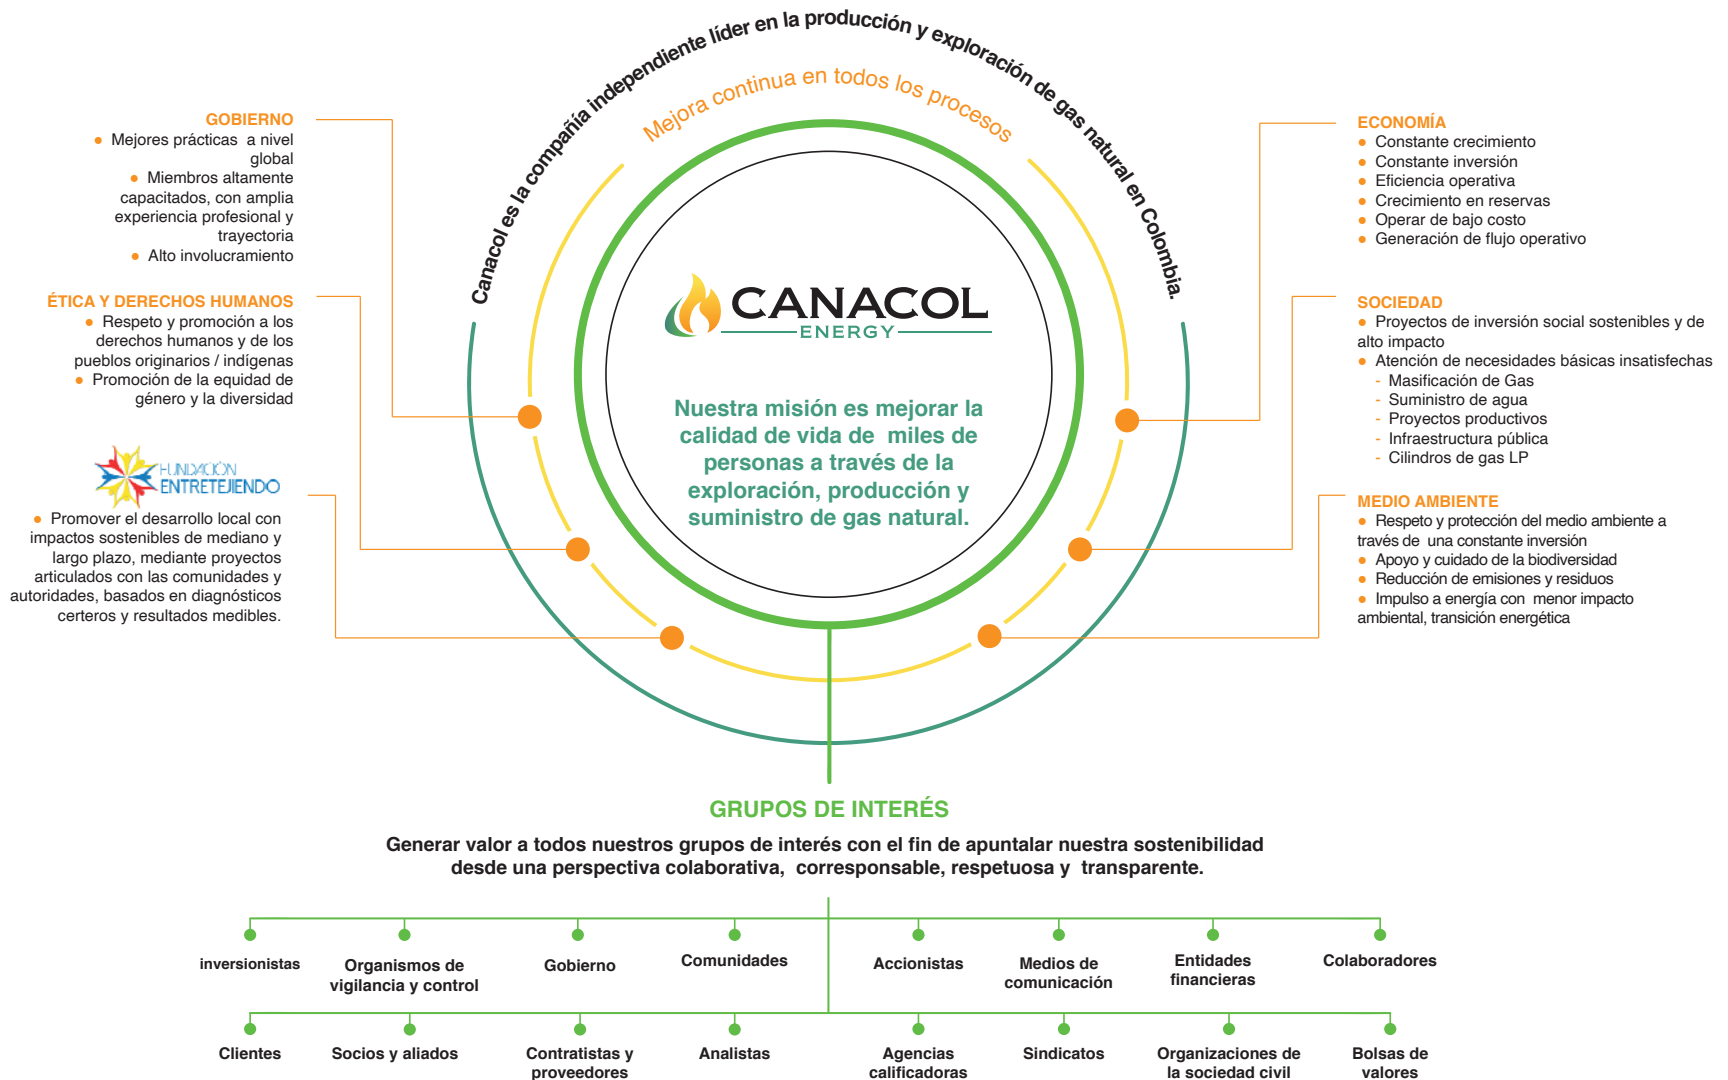 Canacol es la compañía independiente líder en la producción y exploración de gas natural en Colombia.
Mejora continua en todos los procesos
GOBIERNO
● Mejores prácticas a nivel
global
● Miembros altamente
capacitados, con amplia
experiencia profesional y
trayectoria
● Alto involucramiento
ÉTICA Y DERECHOS HUMANOS
● Respeto y promoción a los
derechos humanos y de los
pueblos originarios / indígenas
● Promoción de la equidad de
género y la diversidad
FUNDACIÓN
ENTRETEJIENDO
● Promover el desarrollo local con
impactos sostenibles de mediano y
largo plazo, mediante proyectos
articulados con las comunidades y
autoridades, basados en diagnósticos
certeros y resultados medibles.
CANACOL
ENERGY
Nuestra misión es mejorar la
calidad de vida de miles de
personas a través de la
exploración, producción y
suministro de gas natural.
ECONOMÍA
● Constante crecimiento
● Constante inversión
● Eficiencia operativa
● Crecimiento en reservas
● Operar de bajo costo
● Generación de flujo operativo
SOCIEDAD
● Proyectos de inversión social sostenibles y de
alto impacto
● Atención de necesidades básicas insatisfechas
- Masificación de Gas
- Suministro de agua
- Proyectos productivos
- Infraestructura pública
- Cilindros de gas LP
MEDIO AMBIENTE
● Respeto y protección del medio ambiente a
través de una constante inversión
● Apoyo y cuidado de la biodiversidad
● Reducción de emisiones y residuos
● Impulso a energía con menor impacto
ambiental, transición energética
GRUPOS DE INTERÉS
Generar valor a todos nuestros grupos de interés con el fin de apuntalar nuestra sostenibilidad
desde una perspectiva colaborativa, corresponsable, respetuosa y transparente.
inversionistas
Organismos de
vigilancia y control
Gobierno
Comunidades
Accionistas
Medios de
comunicación
Entidades
financieras
Colaboradores
Clientes
Socios y aliados
Contratistas y
proveedores
Analistas
Agencias
calificadoras
Sindicatos
Organizaciones de
la sociedad civil
Bolsas de
valores